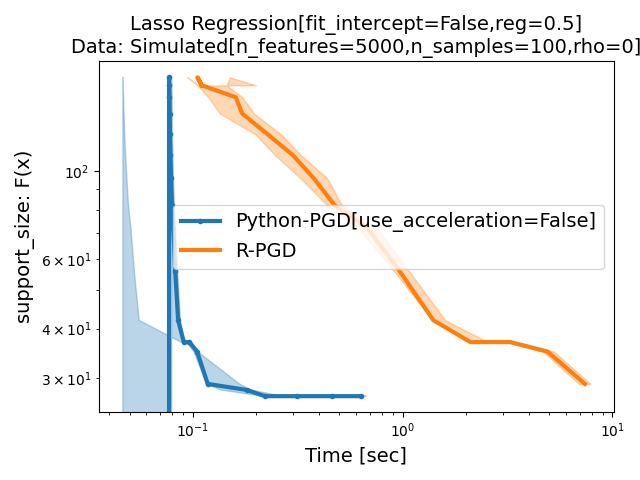 Lasso Regression[fit_intercept=False,reg=0.5]
Data: Simulated[n_features=5000,n_samples=100,rho=0]
support_size: F(x)
10²
6 × 10¹
4 × 10¹
3 × 10¹
Python-PGD[use_acceleration=False]
R-PGD
10⁻¹
10⁰
10¹
Time [sec]